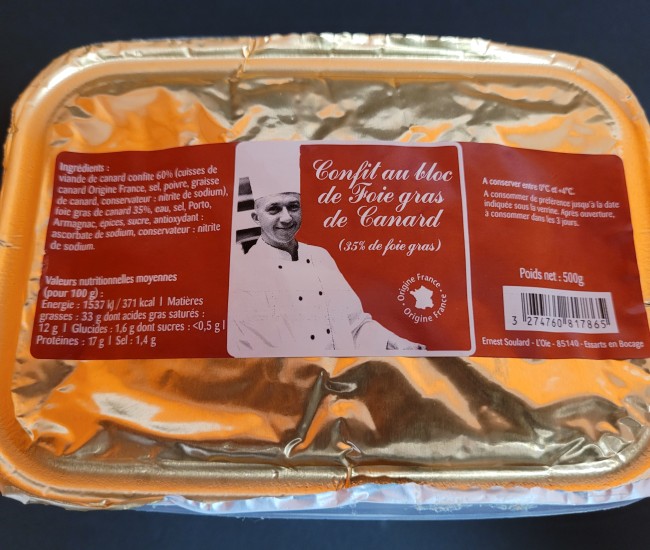 Ingrédients :
viande de canard confite 60% (cuisses de
canard Origine France, sel, poivre, graisse
de canard, conservateur : nitrite de sodium),
foie gras de canard 35%, eau, sel, Porto,
Armagnac, épices, sucre, antioxydant :
ascorbate de sodium, conservateur : nitrite
de sodium.
Valeurs nutritionnelles moyennes
(pour 100 g) :
Energie : 1537 kJ / 371 kcal | Matières
grasses : 33 g dont acides gras saturés :
12 g | Glucides : 1,6 g dont sucres : <0,5 g |
Protéines : 17 g | Sel : 1,4 g
Confit au bloc
de Foie gras
de Canard
(35% de foie gras)
Origine France
Origine France
A conserver entre 0°C et +4°C.
A consommer de préférence jusqu'à la date
indiquée sous la verrine. Après ouverture,
à consommer dans les 3 jours.
Poids net : 500g
3 274760 817865
Ernest Soulard - L'Oie - 85140 - Essarts en Bocage